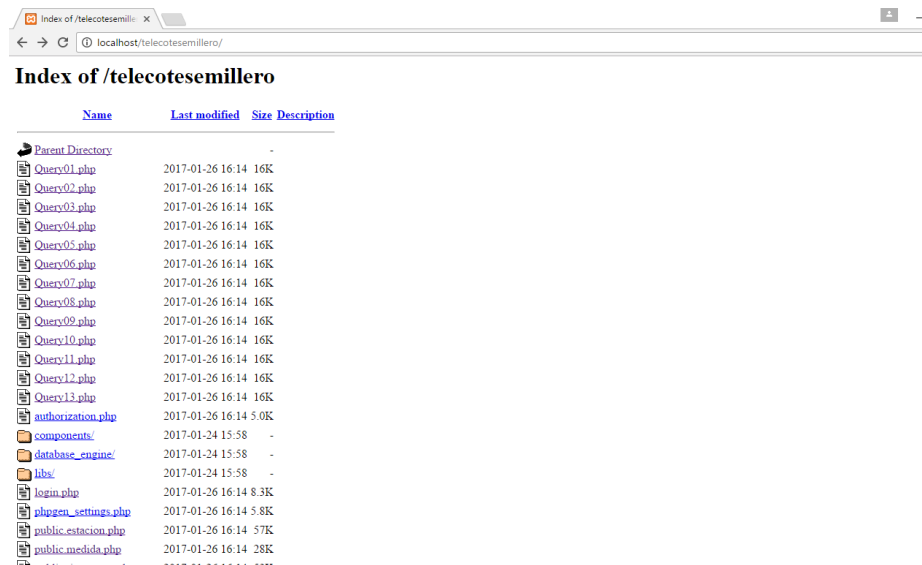 Index of /telecotesemille
localhost/telecotesemillero/
Index of /telecotesemillero
Name Last modified Size Description
Parent Directory -
Query01.php 2017-01-26 16:14 16K
Query02.php 2017-01-26 16:14 16K
Query03.php 2017-01-26 16:14 16K
Query04.php 2017-01-26 16:14 16K
Query05.php 2017-01-26 16:14 16K
Query06.php 2017-01-26 16:14 16K
Query07.php 2017-01-26 16:14 16K
Query08.php 2017-01-26 16:14 16K
Query09.php 2017-01-26 16:14 16K
Query10.php 2017-01-26 16:14 16K
Query11.php 2017-01-26 16:14 16K
Query12.php 2017-01-26 16:14 16K
Query13.php 2017-01-26 16:14 16K
authorization.php 2017-01-26 16:14 5.0K
components/ 2017-01-24 15:58 -
database_engine/ 2017-01-24 15:58 -
libs/ 2017-01-24 15:58 -
login.php 2017-01-26 16:14 8.3K
phpgen_settings.php 2017-01-26 16:14 5.8K
public.estacion.php 2017-01-26 16:14 57K
public.medida.php 2017-01-26 16:14 28K